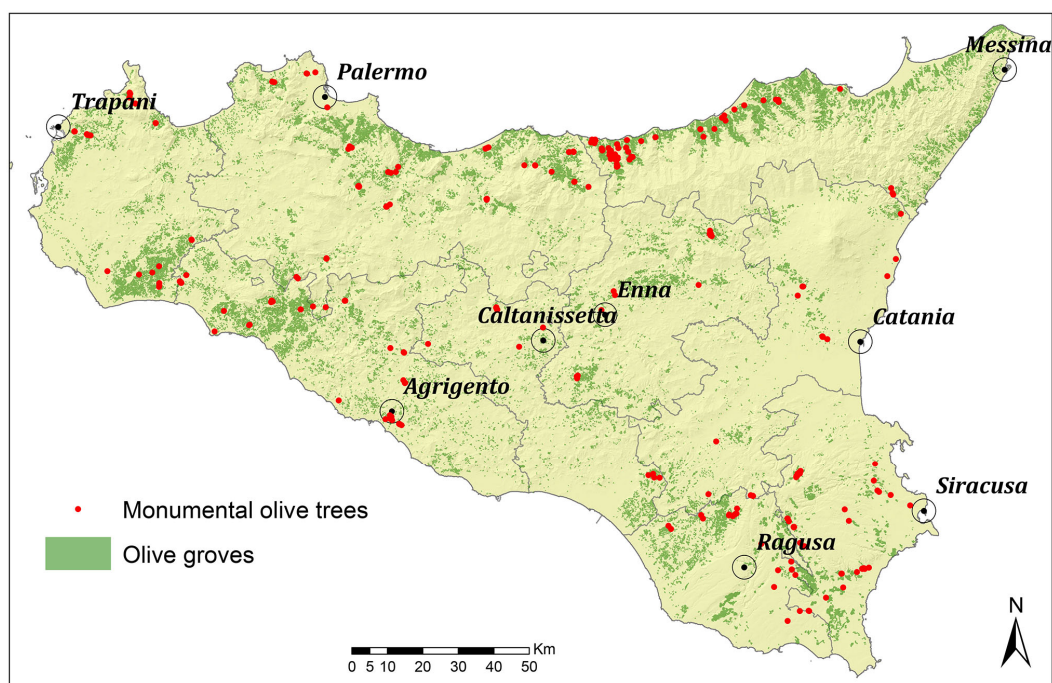 Messina
Palermo
Trapani
Enna
Caltanissetta
Catania
Agrigento
Siracusa
Ragusa
Monumental olive trees
Olive groves
N
Km
0 5 10 20 30 40 50